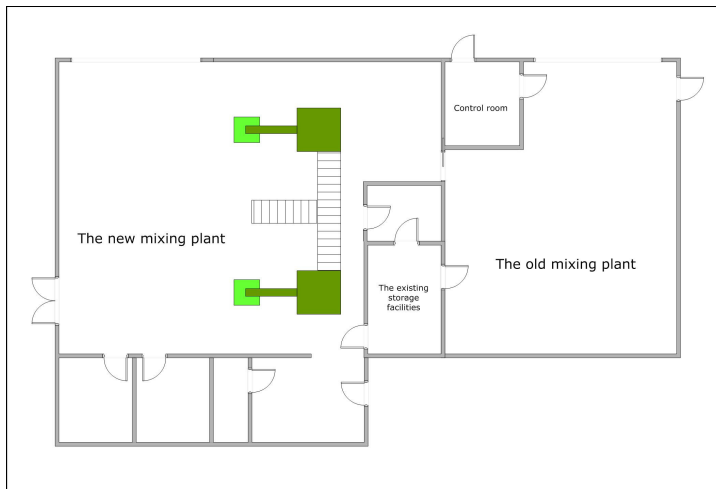 Control room
The new mixing plant
The old mixing plant
The existing
storage
facilities